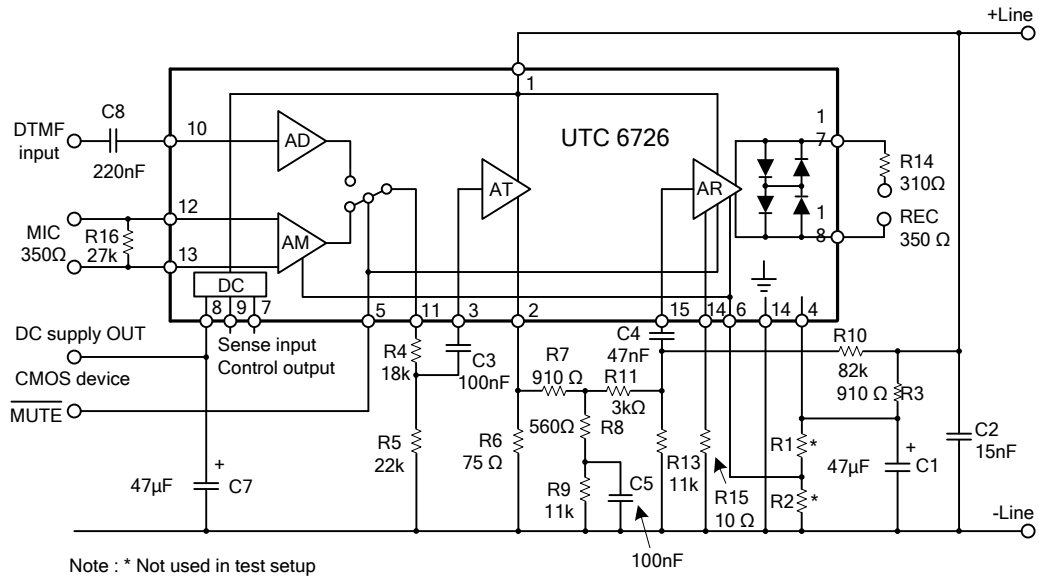 +Line
1
C8
DTMF
input
220nF
10
AD
UTC 6726
AT
AR
1
7
R14
310Ω
REC
350 Ω
1
8
MIC
350Ω
R16
27k
12
13
AM
DC
8
9
7
5
11
3
2
15
14
6
14
4
DC supply OUT
CMOS device
Sense input
Control output
MUTE
R4
18k
C3
100nF
C4
47nF
R10
82k
R7
910 Ω
R11
3kΩ
910 Ω
R3
560Ω
R8
R5
22k
R6
75 Ω
R13
11k
R1 *
R2 *
C2
15nF
47μF
+
C1
R15
10 Ω
R9
11k
C5
100nF
+
47μF
C7
-Line
Note : * Not used in test setup